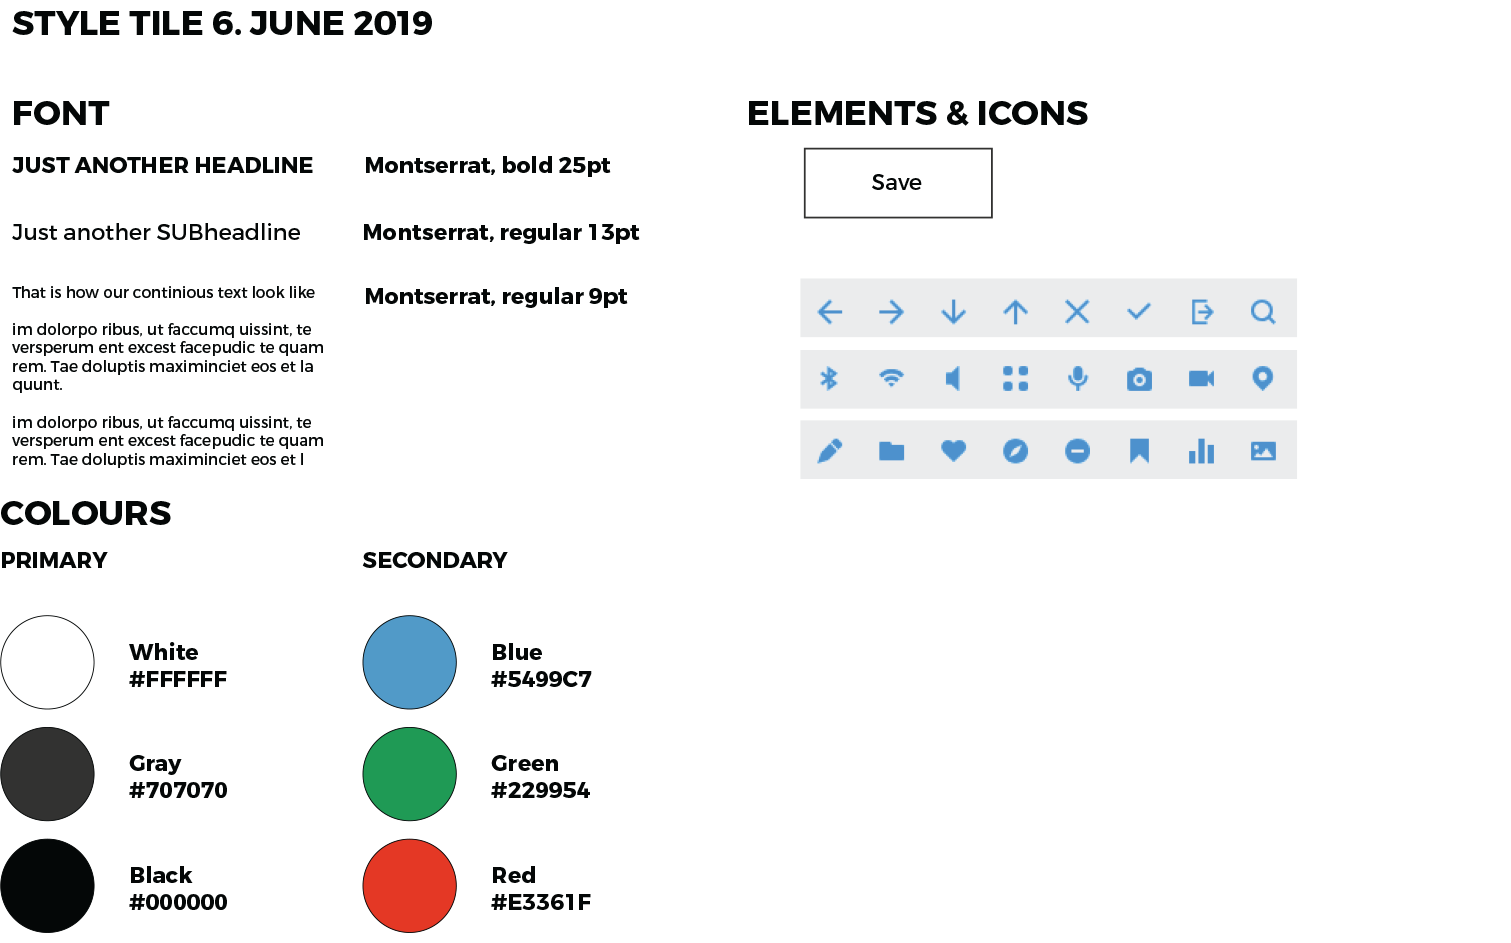 STYLE TILE 6. JUNE 2019
FONT
JUST ANOTHER HEADLINE
Montserrat, bold 25pt
Just another SUBheadline
Montserrat, regular 13pt
That is how our continious text look like
Montserrat, regular 9pt
im dolorpo ribus, ut faccumq uissint, te
versperum ent excest facepudic te quam
rem. Tae doluptis maximinciet eos et la
quunt.
im dolorpo ribus, ut faccumq uissint, te
versperum ent excest facepudic te quam
rem. Tae doluptis maximinciet eos et l
ELEMENTS & ICONS
Save
COLOURS
PRIMARY
White
#FFFFFF
Gray
#707070
Black
#000000
SECONDARY
Blue
#5499C7
Green
#229954
Red
#E3361F